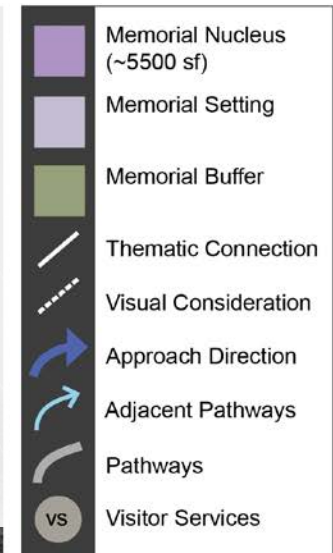 Memorial Nucleus
(~5500 sf)
Memorial Setting
Memorial Buffer
Thematic Connection
Visual Consideration
Approach Direction
Adjacent Pathways
Pathways
VS Visitor Services